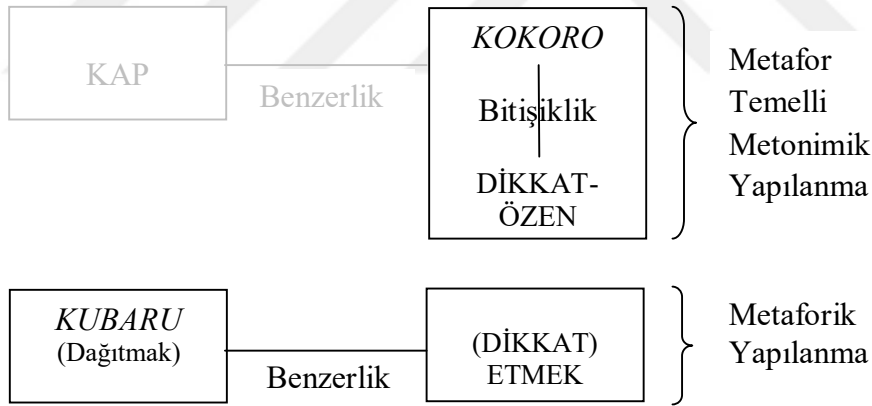 KAP
Benzerlik
KOKORO
Bitişiklik
DİKKAT-
ÖZEN
Metafor
Temelli
Metonimik
Yapılanma
KUBARU
(Dağıtmak)
Benzerlik
(DİKKAT)
ETMEK
Metaforik
Yapılanma